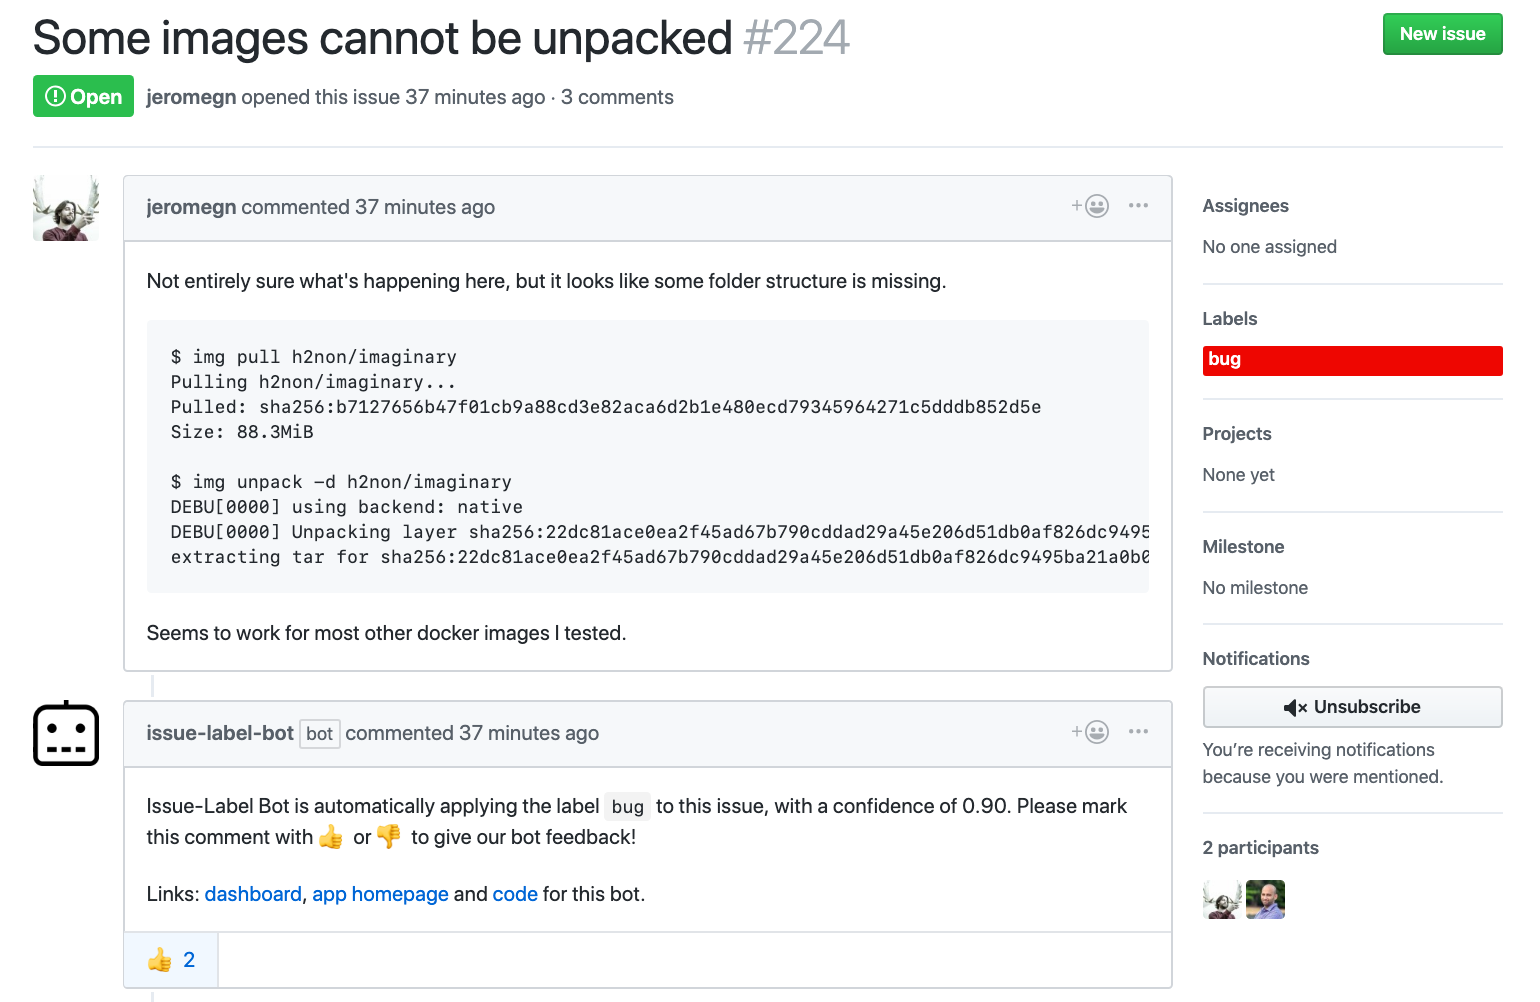 Some images cannot be unpacked #224
New issue
Open
jeromegn opened this issue 37 minutes ago · 3 comments
jeromegn commented 37 minutes ago
Not entirely sure what's happening here, but it looks like some folder structure is missing.
$ img pull h2non/imaginary
Pulling h2non/imaginary...
Pulled: sha256:b7127656b47f01cb9a88cd3e82aca6d2b1e480ecd79345964271c5dddb852d5e
Size: 88.3MiB
$ img unpack -d h2non/imaginary
DEBU[0000] using backend: native
DEBU[0000] Unpacking layer sha256:22dc81ace0ea2f45ad67b790cddad29a45e206d51db0af826dc9495
extracting tar for sha256:22dc81ace0ea2f45ad67b790cddad29a45e206d51db0af826dc9495ba21a0b0
Seems to work for most other docker images I tested.
issue-label-bot bot commented 37 minutes ago
Issue-Label Bot is automatically applying the label bug to this issue, with a confidence of 0.90. Please mark
this comment with 👍 or 👎 to give our bot feedback!
Links: dashboard, app homepage and code for this bot.
👍 2
Assignees
No one assigned
Labels
bug
Projects
None yet
Milestone
No milestone
Notifications
Unsubscribe
You’re receiving notifications
because you were mentioned.
2 participants